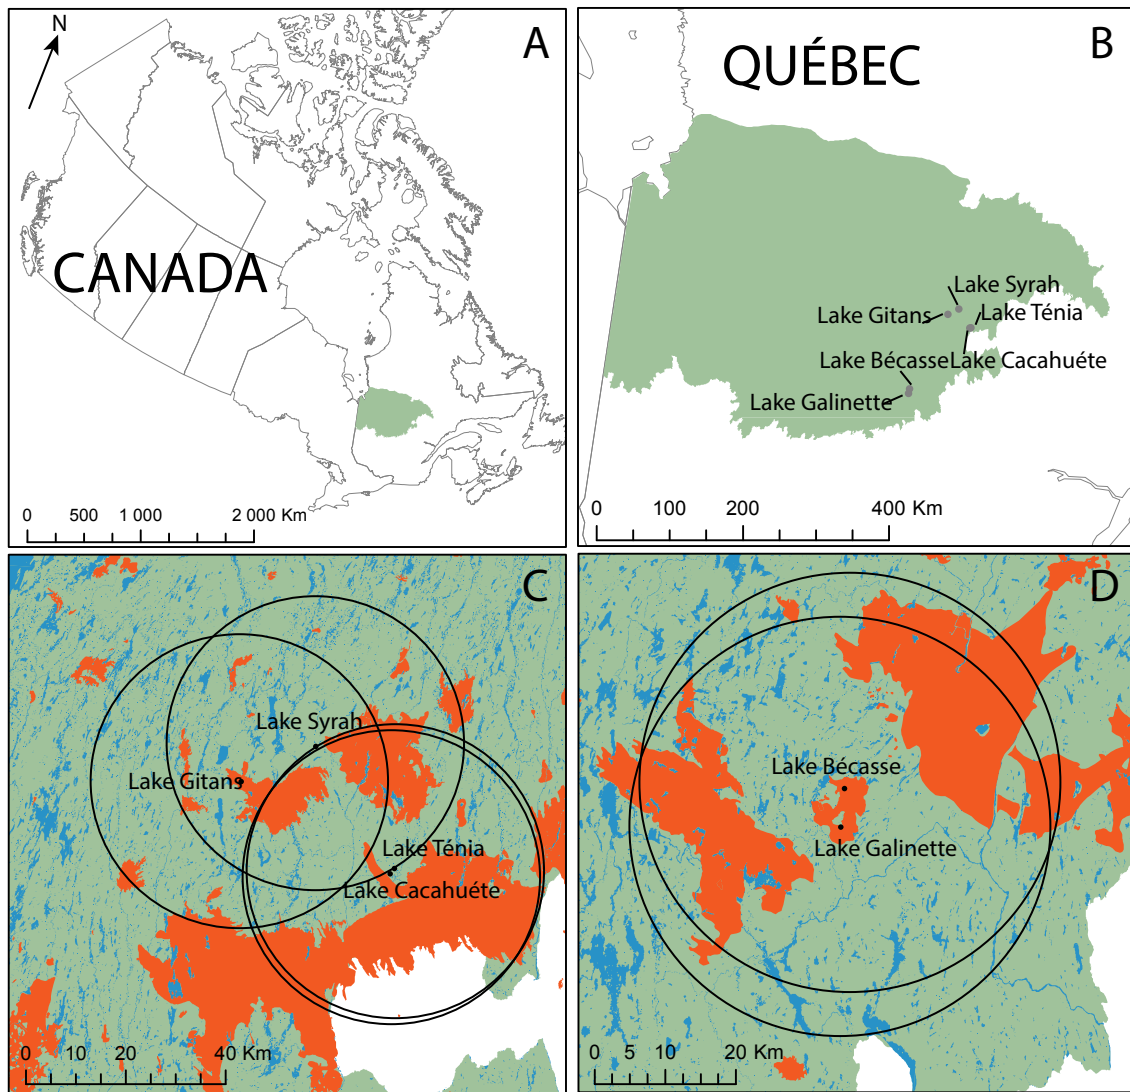 N
A
CANADA
0 500 1 000 2 000 Km
B
QUÉBEC
Lake Syrah
Lake Gitans
Lake Ténia
Lake Bécasse
Lake Cacahuéte
Lake Galinette
0 100 200 400 Km
C
Lake Syrah
Lake Gitans
Lake Ténia
Lake Cacahuéte
0 10 20 40 Km
D
Lake Bécasse
Lake Galinette
0 5 10 20 Km